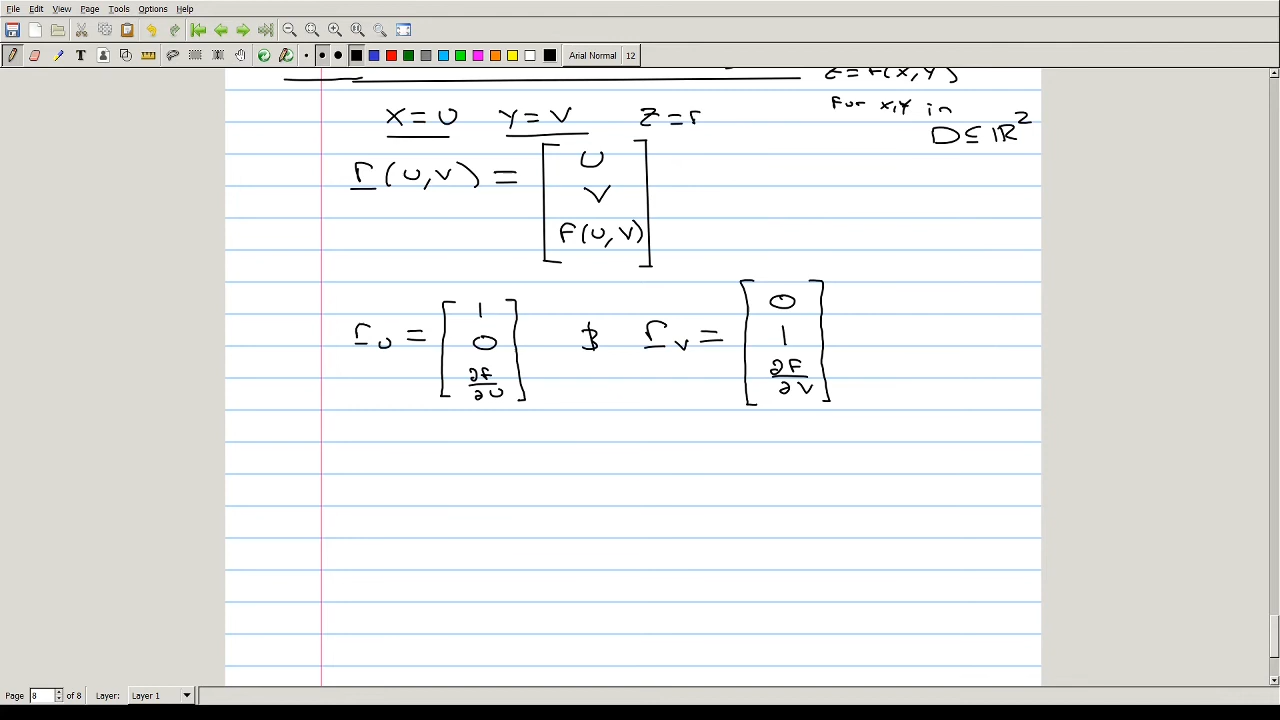 File Edit View Page Tools Options Help
T Arial Normal 12
Z = F(X,Y)
X = U Y = V Z = F
For X,Y in
D ⊆ ℝ²
r(U,V) = [ U
V
F(U,V) ]
r_U = [ 1 0 ∂F/∂U ] & r_V = [ 0 1 ∂F/∂V ]
Page 8 of 8 Layer: Layer 1